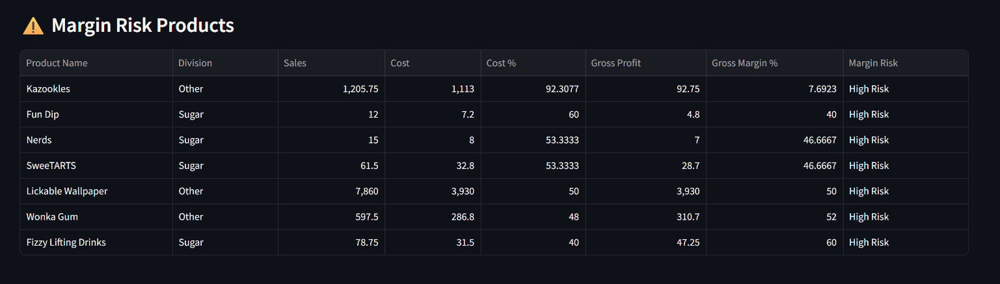 ⚠️ Margin Risk Products
Product Name Division Sales Cost Cost % Gross Profit Gross Margin % Margin Risk
Kazookles Other 1,205.75 1,113 92.3077 92.75 7.6923 High Risk
Fun Dip Sugar 12 7.2 60 4.8 40 High Risk
Nerds Sugar 15 8 53.3333 7 46.6667 High Risk
SweeTARTS Sugar 61.5 32.8 53.3333 28.7 46.6667 High Risk
Lickable Wallpaper Other 7,860 3,930 50 3,930 50 High Risk
Wonka Gum Other 597.5 286.8 48 310.7 52 High Risk
Fizzy Lifting Drinks Sugar 78.75 31.5 40 47.25 60 High Risk